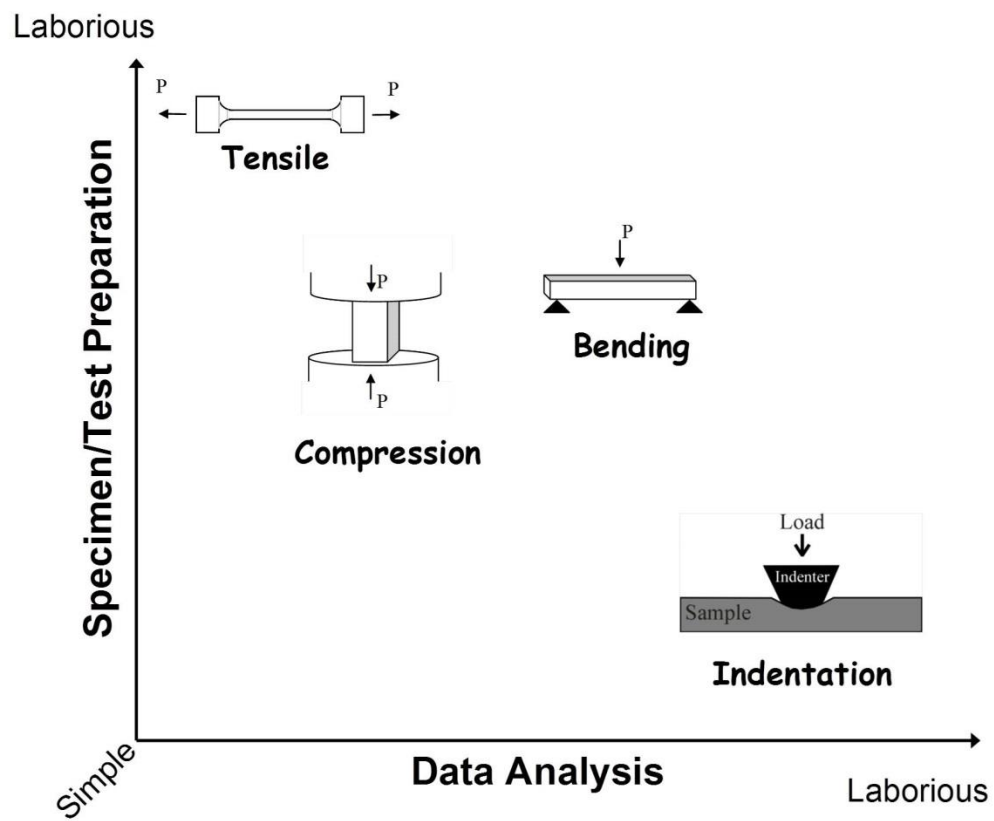 Laborious
P
P
Tensile
Specimen/Test Preparation
P
P
Compression
P
Bending
Load
Indenter
Sample
Indentation
Simple
Data Analysis
Laborious